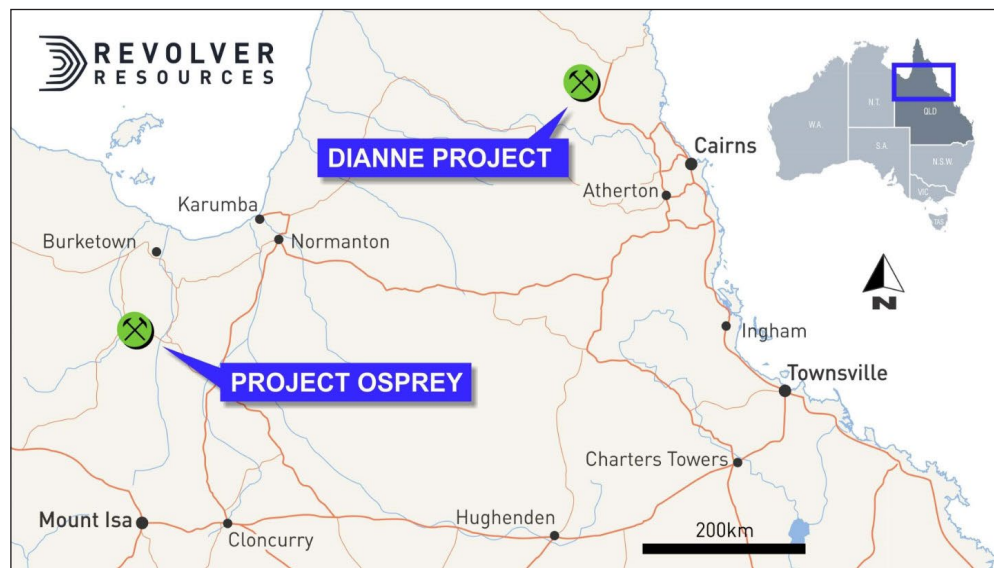 REVOLVER
RESOURCES
DIANNE PROJECT
Cairns
Atherton
Karumba
Burketown
Normanton
Ingham
PROJECT OSPREY
Townsville
Charters Towers
Mount Isa
Cloncurry
Hughenden
200km
N
W.A.
N.T.
QLD
S.A.
N.S.W.
VIC
TAS